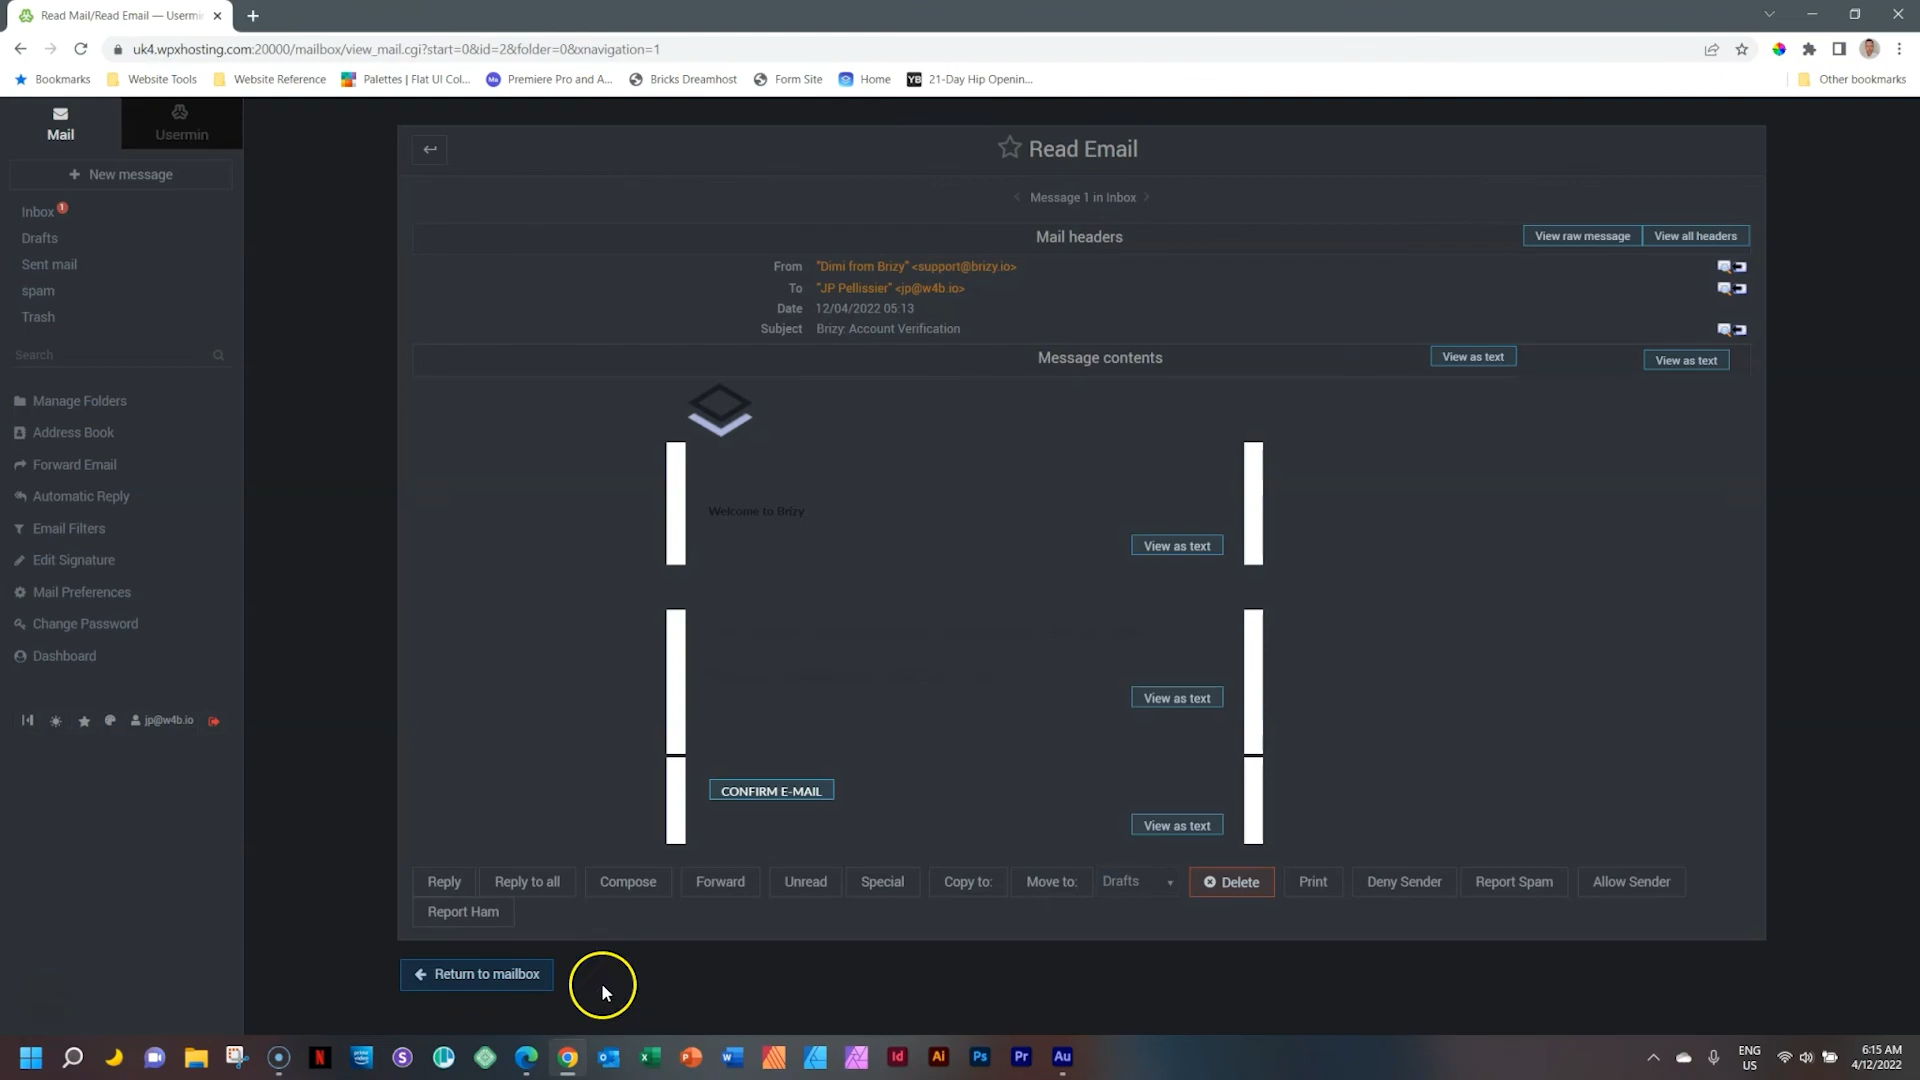 Read Mail/Read Email — Usermi
uk4.wpxhosting.com:20000/mailbox/view_mail.cgi?start=0&id=2&folder=0&xnavigation=1
Bookmarks
Website Tools
Website Reference
Palettes | Flat UI Col...
Ma
Premiere Pro and A...
Bricks Dreamhost
Form Site
Home
YB
21-Day Hip Openin...
Other bookmarks
Mail
Usermin
New message
Inbox 1
Drafts
Sent mail
spam
Trash
Search
Manage Folders
Address Book
Forward Email
Automatic Reply
Email Filters
Edit Signature
Mail Preferences
Change Password
Dashboard
jp@w4b.io
Read Email
Message 1 in Inbox
Mail headers
View raw message
View all headers
From "Dimi from Brizy" <support@brizy.io>
To "JP Pellissier" <jp@w4b.io>
Date 12/04/2022 05:13
Subject Brizy: Account Verification
Message contents
View as text
View as text
Welcome to Brizy
View as text
View as text
CONFIRM E-MAIL
View as text
Reply
Reply to all
Compose
Forward
Unread
Special
Copy to:
Move to:
Drafts
Delete
Print
Deny Sender
Report Spam
Allow Sender
Report Ham
Return to mailbox
Id
Ai
Ps
Pr
Au
ENG
US
6:15 AM
4/12/2022